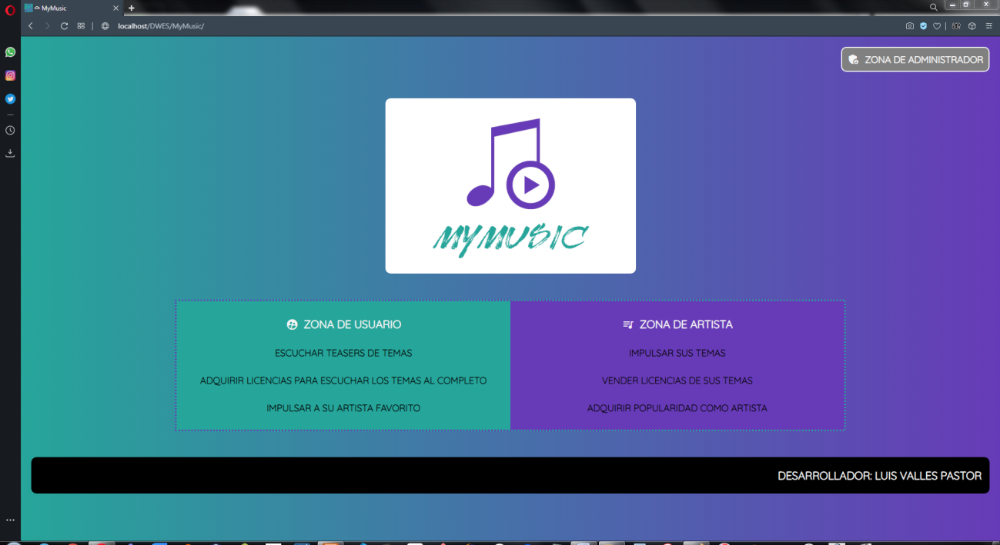 MyMusic
localhost/DWES/MyMusic/
ZONA DE ADMINISTRADOR
MYMUSIC
ZONA DE USUARIO
ESCUCHAR TEASERS DE TEMAS
ADQUIRIR LICENCIAS PARA ESCUCHAR LOS TEMAS AL COMPLETO
IMPULSAR A SU ARTISTA FAVORITO
ZONA DE ARTISTA
IMPULSAR SUS TEMAS
VENDER LICENCIAS DE SUS TEMAS
ADQUIRIR POPULARIDAD COMO ARTISTA
DESARROLLADOR: LUIS VALLES PASTOR